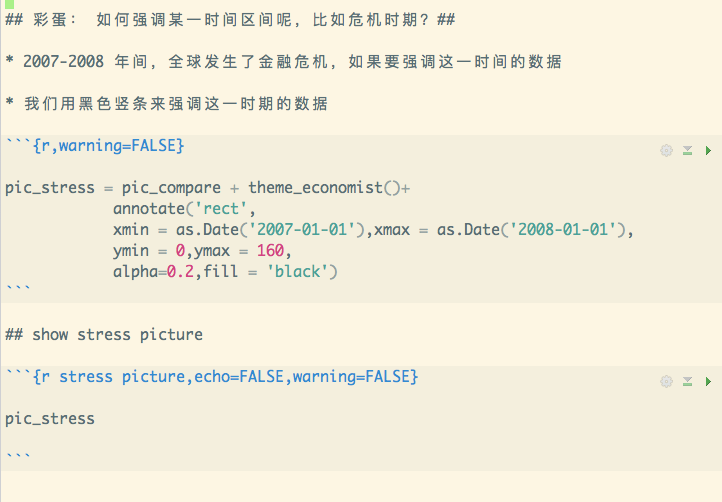 ## 彩蛋： 如何强调某一时间区间呢，比如危机时期？##
* 2007-2008 年间，全球发生了金融危机，如果要强调这一时间的数据
* 我们用黑色竖条来强调这一时期的数据
```{r,warning=FALSE}
pic_stress = pic_compare + theme_economist()+
annotate('rect',
xmin = as.Date('2007-01-01'),xmax = as.Date('2008-01-01'),
ymin = 0,ymax = 160,
alpha=0.2,fill = 'black')
```
## show stress picture
```{r stress picture,echo=FALSE,warning=FALSE}
pic_stress
```